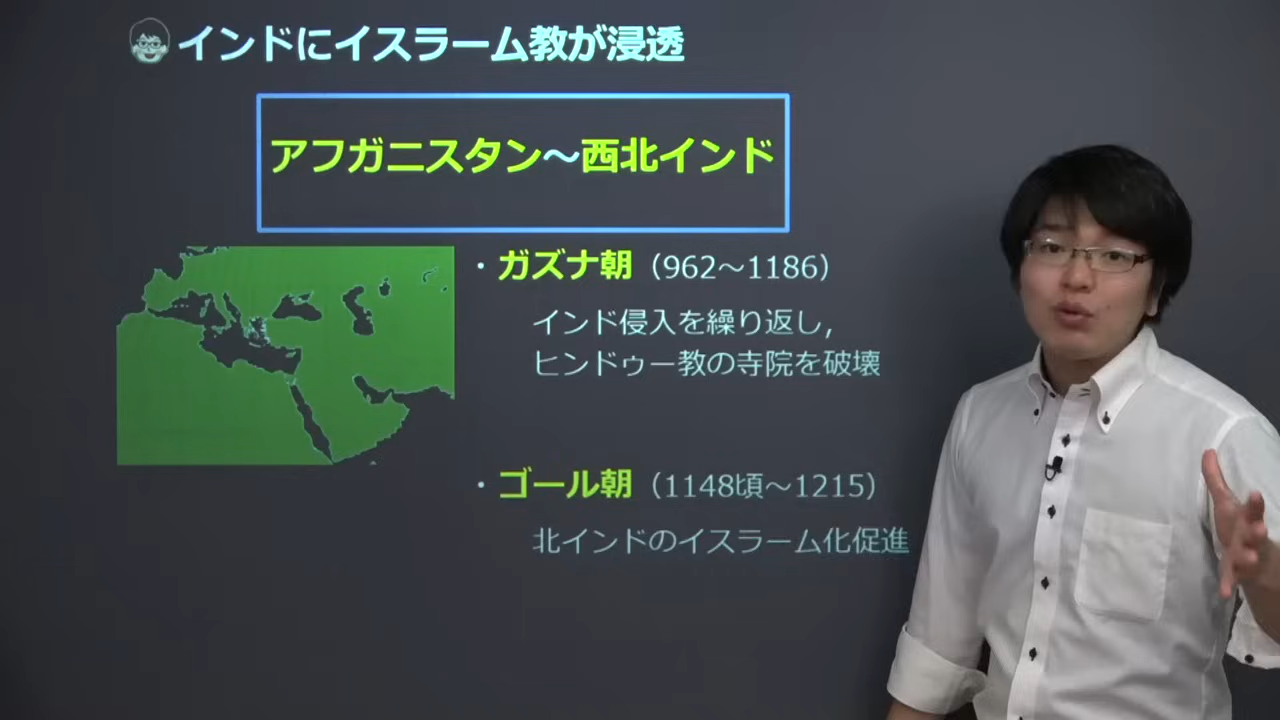 インドにイスラーム教が浸透
アフガニスタン～西北インド
・ガズナ朝（962～1186）
インド侵入を繰り返し,
ヒンドゥー教の寺院を破壊
・ゴール朝（1148頃～1215）
北インドのイスラーム化促進